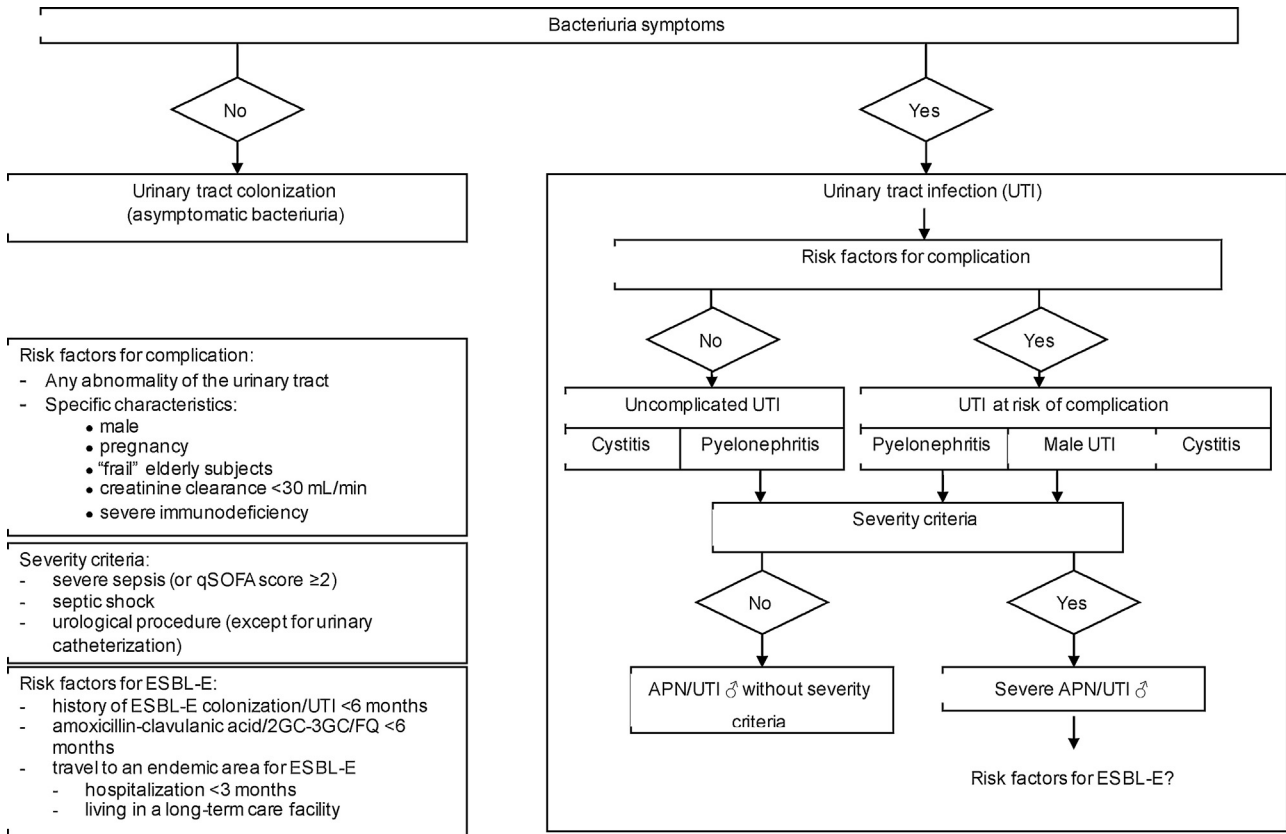 Bacteriuria symptoms
No
Yes
Urinary tract colonization
(asymptomatic bacteriuria)
Urinary tract infection (UTI)
Risk factors for complication
No
Yes
Uncomplicated UTI
Cystitis
Pyelonephritis
UTI at risk of complication
Pyelonephritis
Male UTI
Cystitis
Severity criteria
No
Yes
APN/UTI ♂ without severity
criteria
Severe APN/UTI ♂
Risk factors for ESBL-E?
Risk factors for complication:
- Any abnormality of the urinary tract
- Specific characteristics:
• male
• pregnancy
• “frail” elderly subjects
• creatinine clearance <30 mL/min
• severe immunodeficiency
Severity criteria:
- severe sepsis (or qSOFA score ≥2)
- septic shock
- urological procedure (except for urinary
catheterization)
Risk factors for ESBL-E:
- history of ESBL-E colonization/UTI <6 months
- amoxicillin-clavulanic acid/2GC-3GC/FQ <6
months
- travel to an endemic area for ESBL-E
- hospitalization <3 months
- living in a long-term care facility